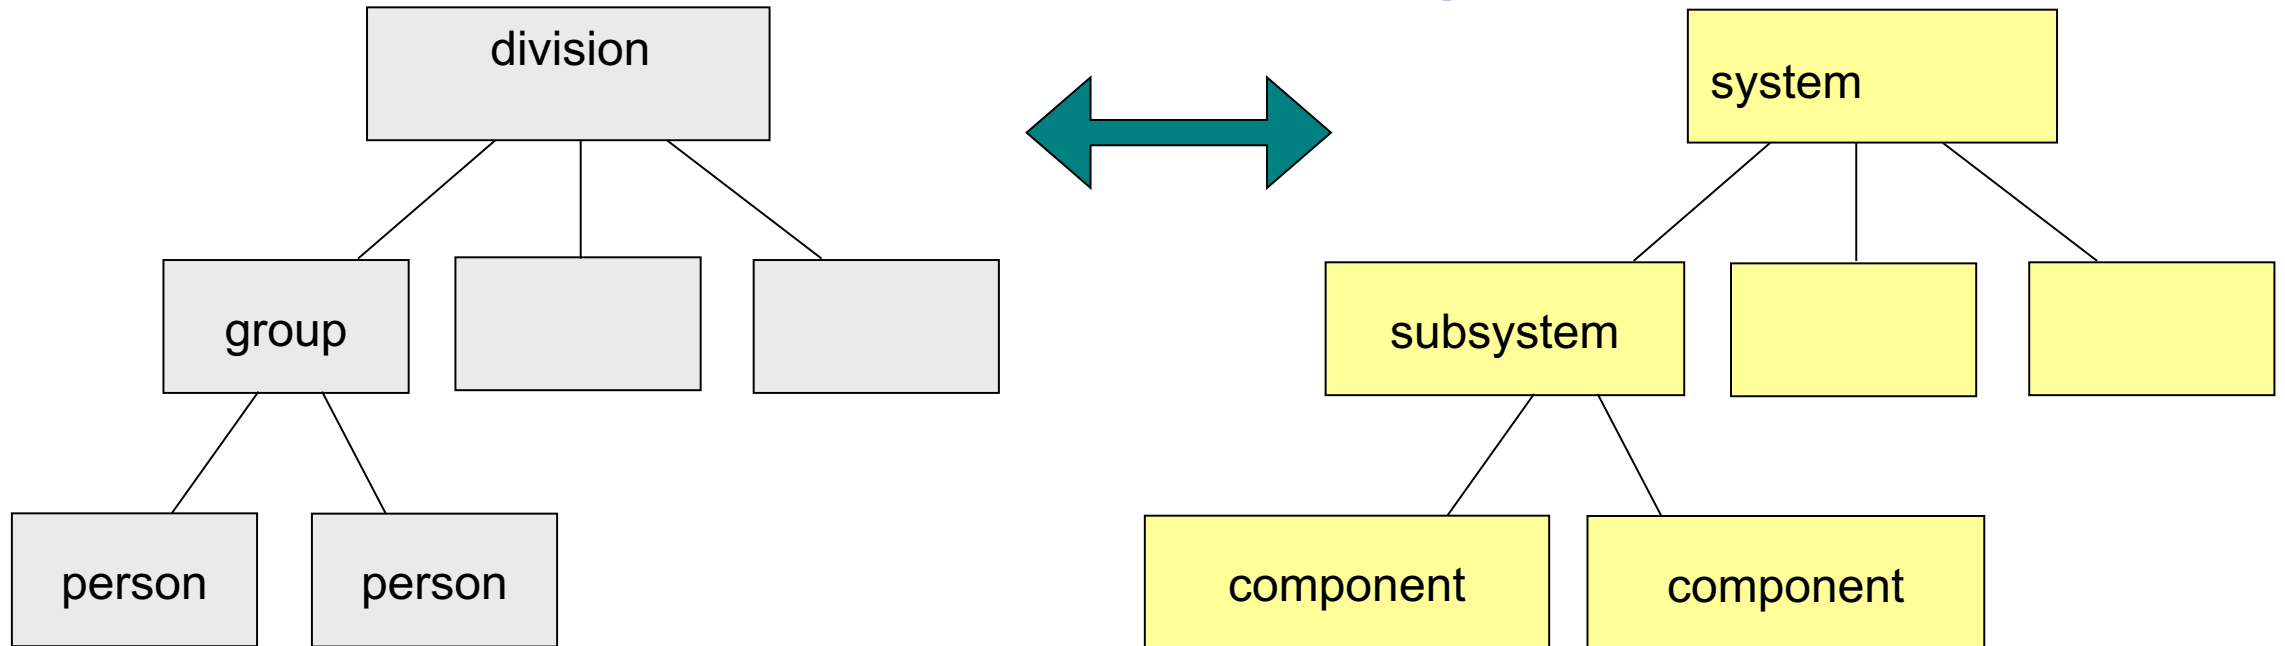 division
system
group
subsystem
person
person
component
component